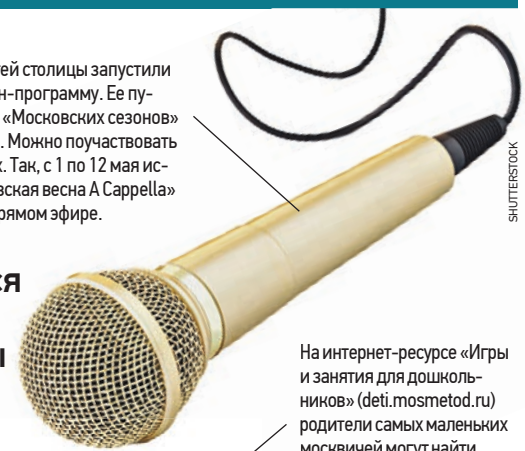 тей столицы запустили
н-программу. Ее пу-
«Московских сезонов»
. Можно поучаствовать
х. Так, с 1 по 12 мая ис-
вская весна A Cappella»
рямом эфире.
ся
SHUTTERSTOCK
На интернет-ресурсе «Игры
и занятия для дошколь-
ников» (deti.mosmetod.ru)
родители самых маленьких
москвичей могут найти